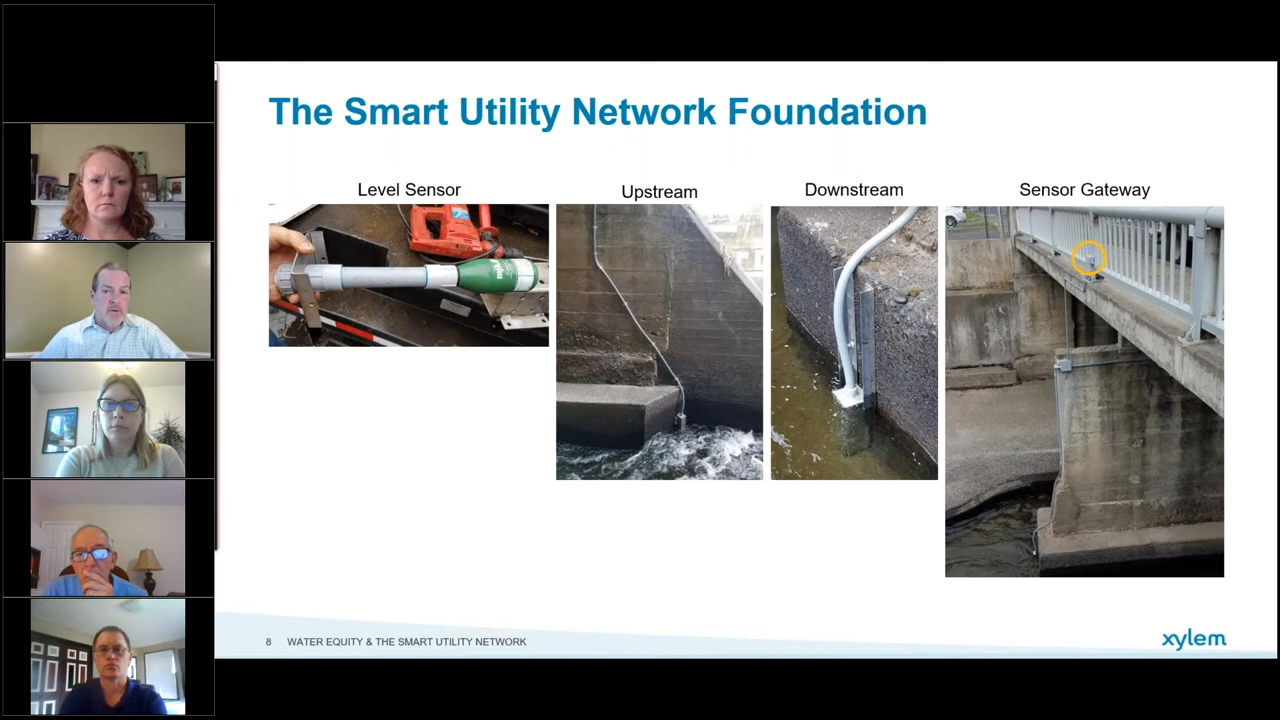 The Smart Utility Network Foundation
Level Sensor
Upstream
Downstream
Sensor Gateway
8 WATER EQUITY & THE SMART UTILITY NETWORK
xylem